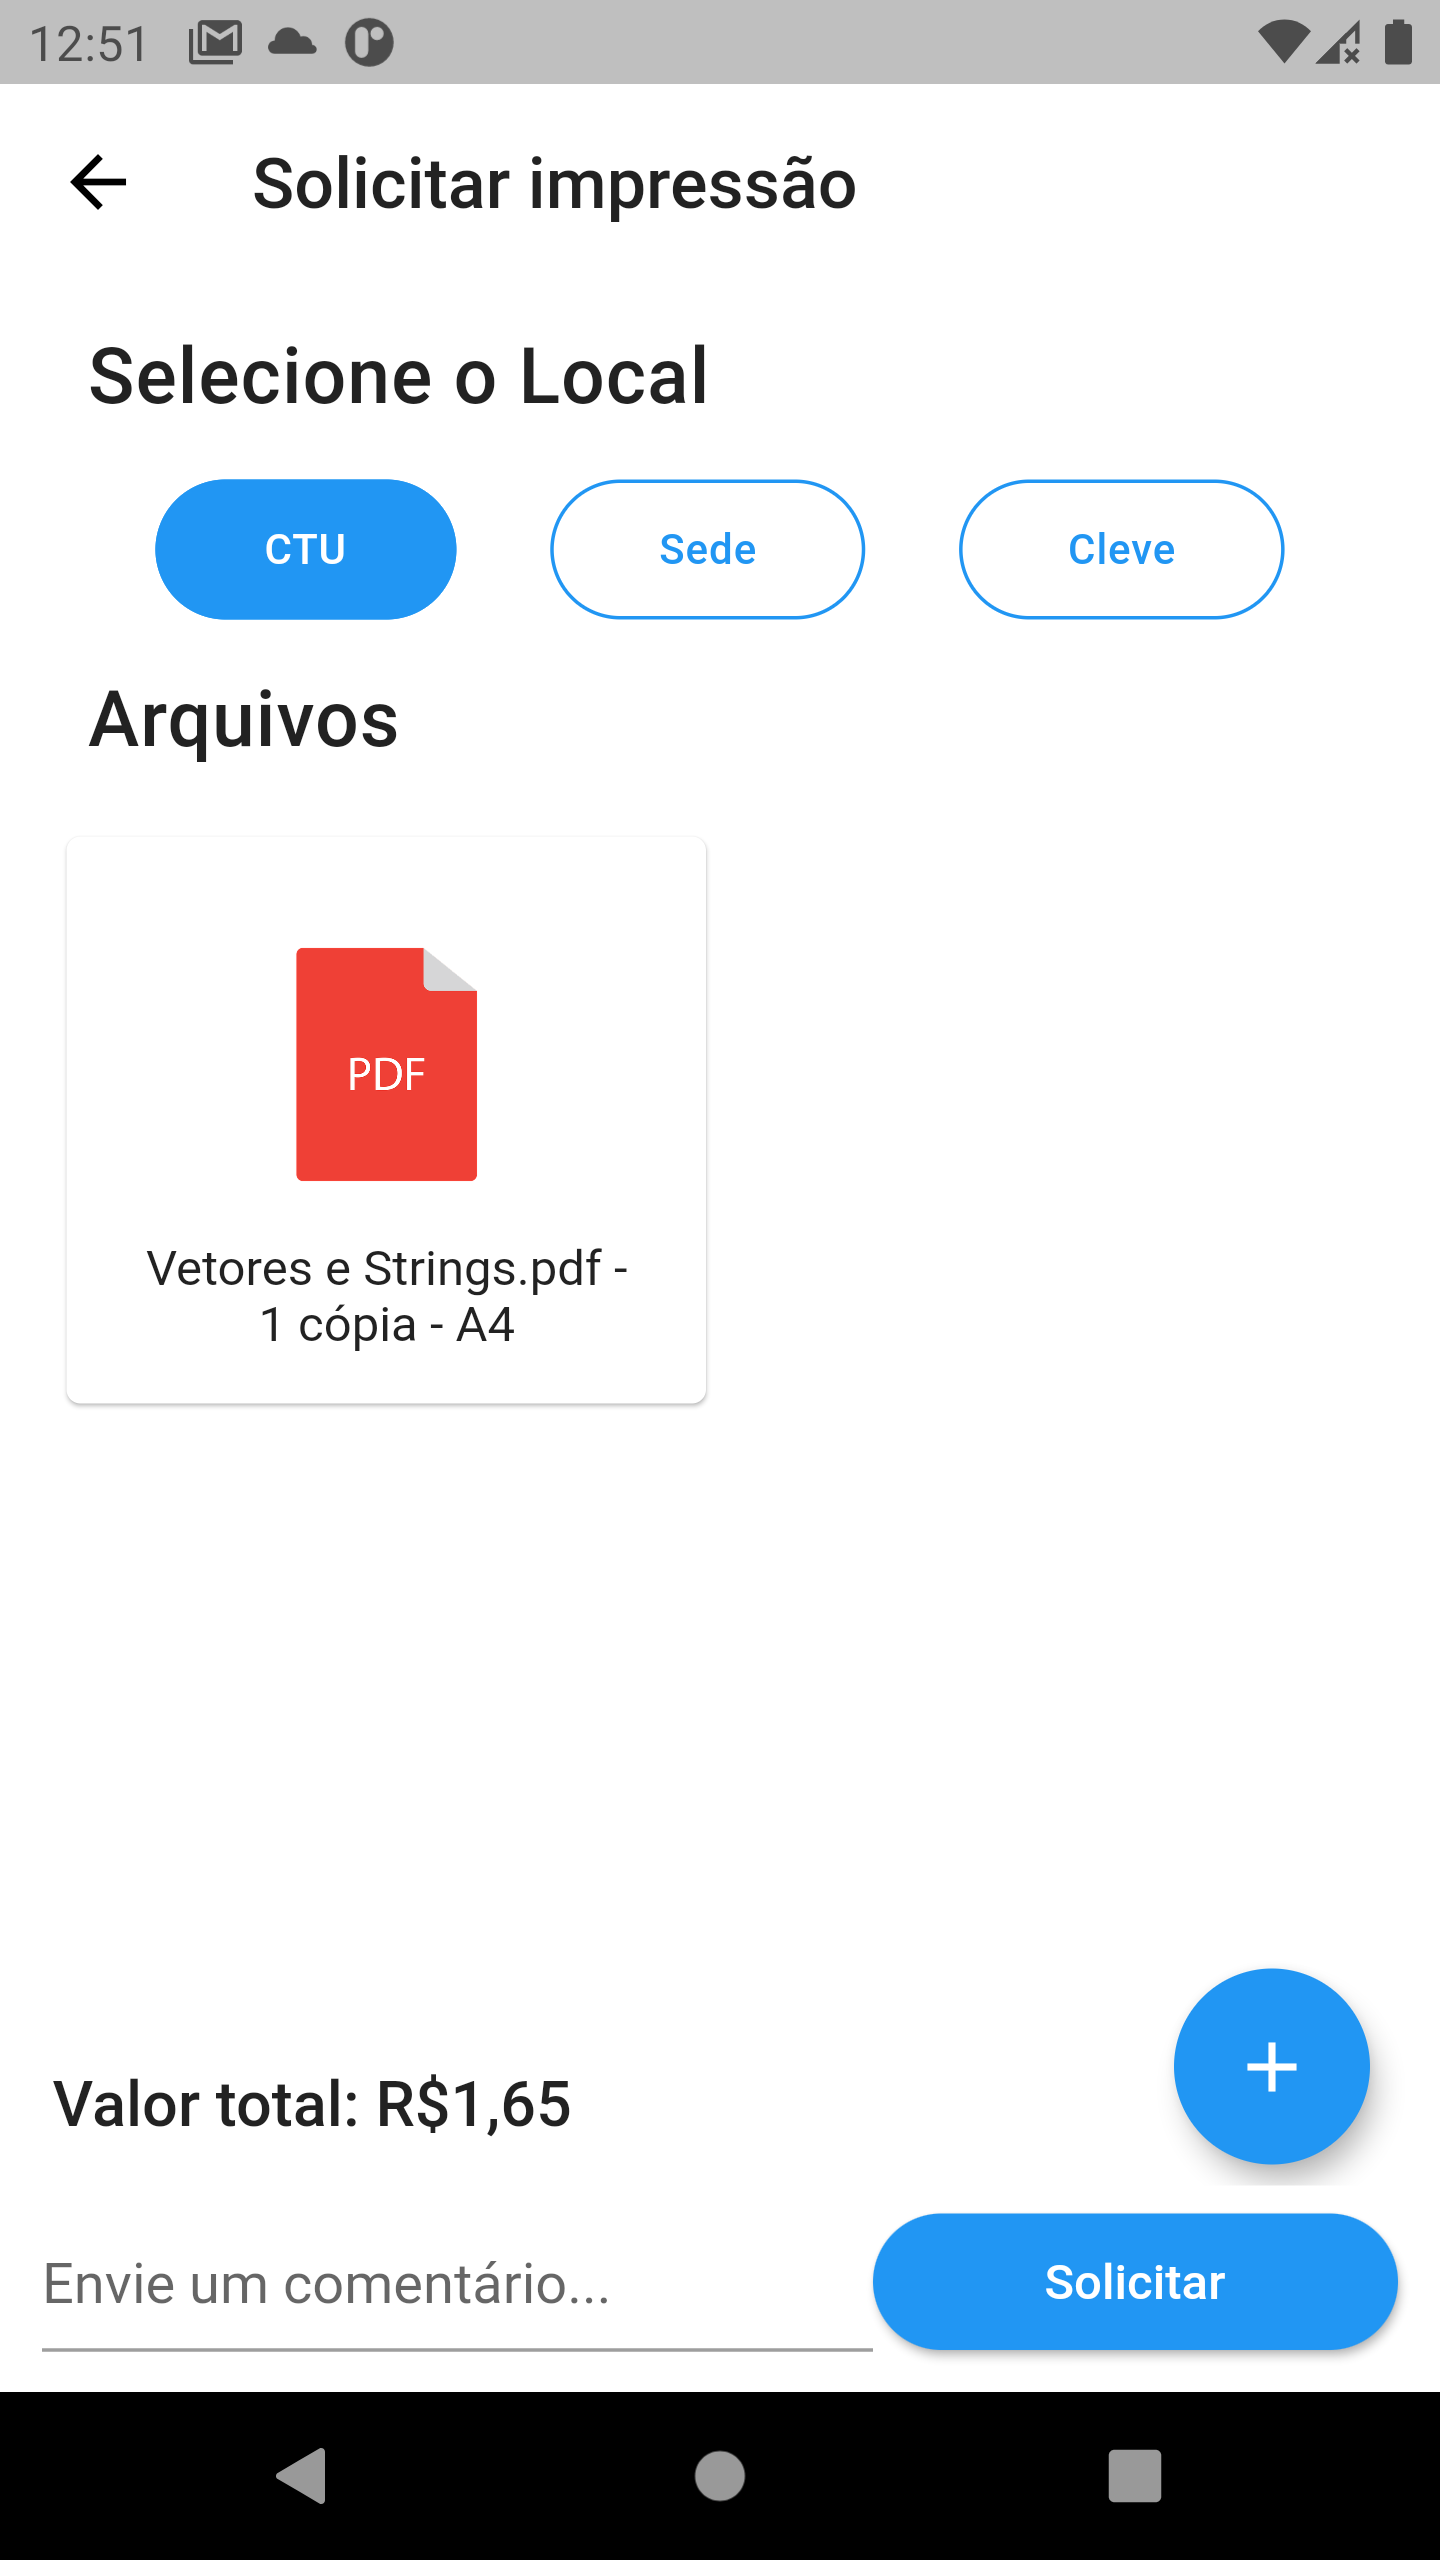 12:51
Solicitar impressão
Selecione o Local
CTU
Sede
Cleve
Arquivos
PDF
Vetores e Strings.pdf -
1 cópia - A4
Valor total: R$1,65
Envie um comentário...
Solicitar